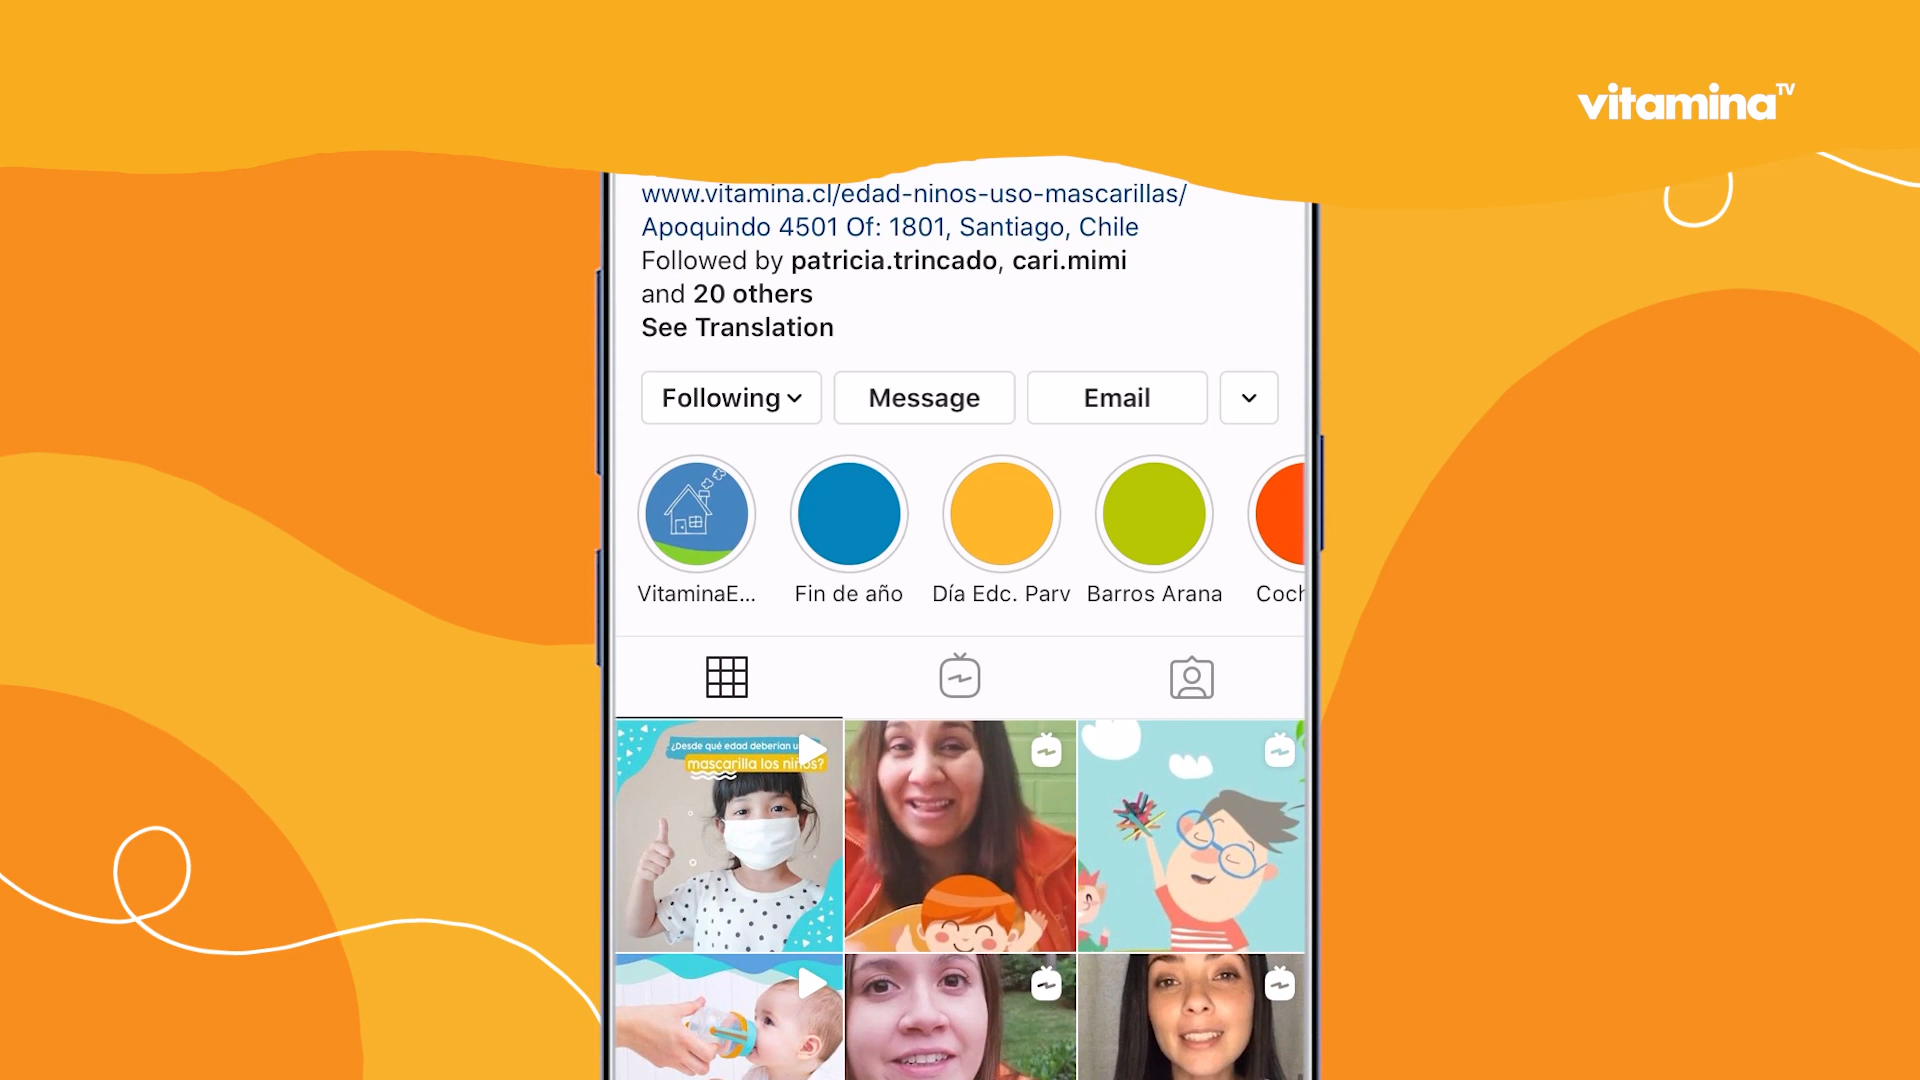 vitamina TV
www.vitamina.cl/edad-ninos-uso-mascarillas/
Apoquindo 4501 Of: 1801, Santiago, Chile
Followed by patricia.trincado, cari.mimi
and 20 others
See Translation
Following Message Email
VitaminaE... Fin de año Día Edc. Parv Barros Arana
¿Desde qué edad deberían
mascarilla los niños?